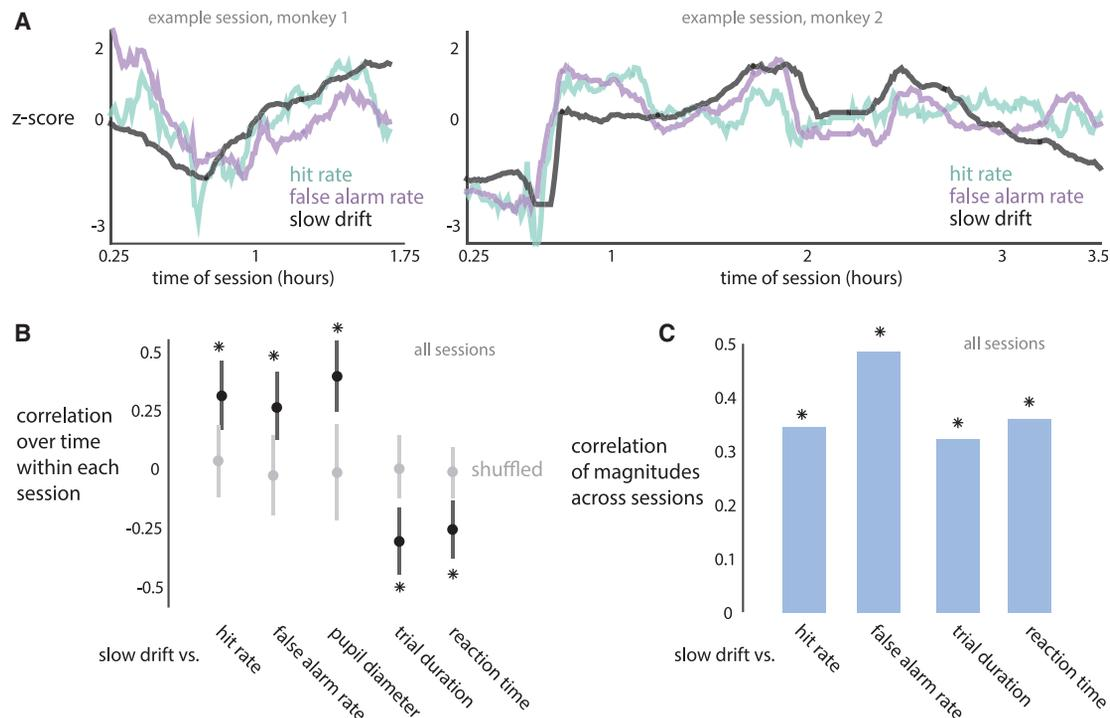 A
example session, monkey 1
example session, monkey 2
2
0
-3
z-score
hit rate
false alarm rate
slow drift
0.25
1
1.75
time of session (hours)
2
0
-3
hit rate
false alarm rate
slow drift
0.25
1
2
3
3.5
time of session (hours)
B
all sessions
0.5
0.25
0
-0.25
-0.5
correlation
over time
within each
session
*
*
*
*
*
shuffled
slow drift vs.
hit rate
false alarm rate
pupil diameter
trial duration
reaction time
C
all sessions
0.5
0.4
0.3
0.2
0.1
0
correlation
of magnitudes
across sessions
*
*
*
*
slow drift vs.
hit rate
false alarm rate
trial duration
reaction time